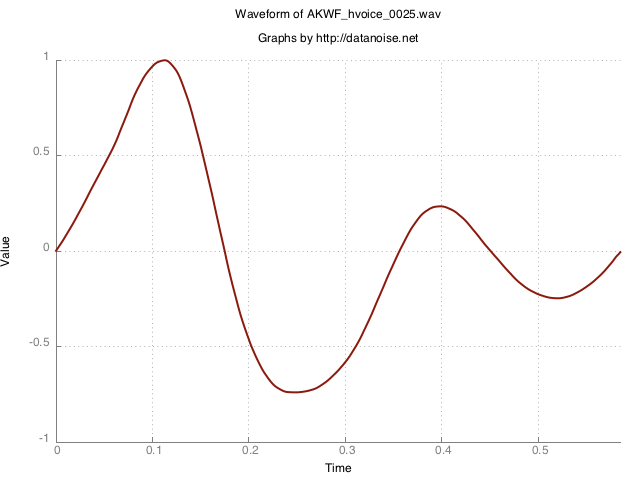 Waveform of AKWF_hvoice_0025.wav
Graphs by http://datanoise.net
1
0.5
0
-0.5
-1
Value
0 0.1 0.2 0.3 0.4 0.5
Time